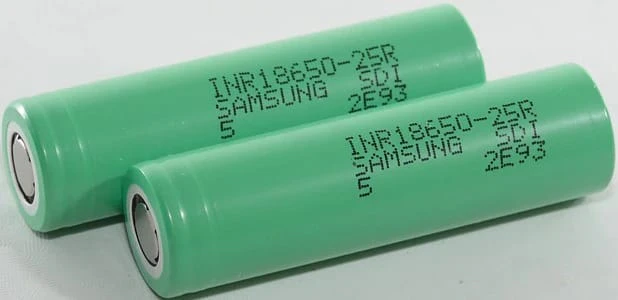 INR18650-25R
SAMSUNG SDI
5 2E93
INR18650-25R
SAMSUNG SDI
5 2E93